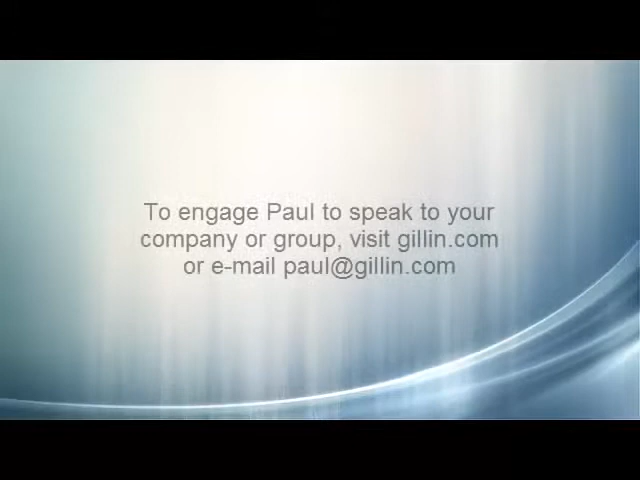 To engage Paul to speak to your
company or group, visit gillin.com
or e-mail paul@gillin.com